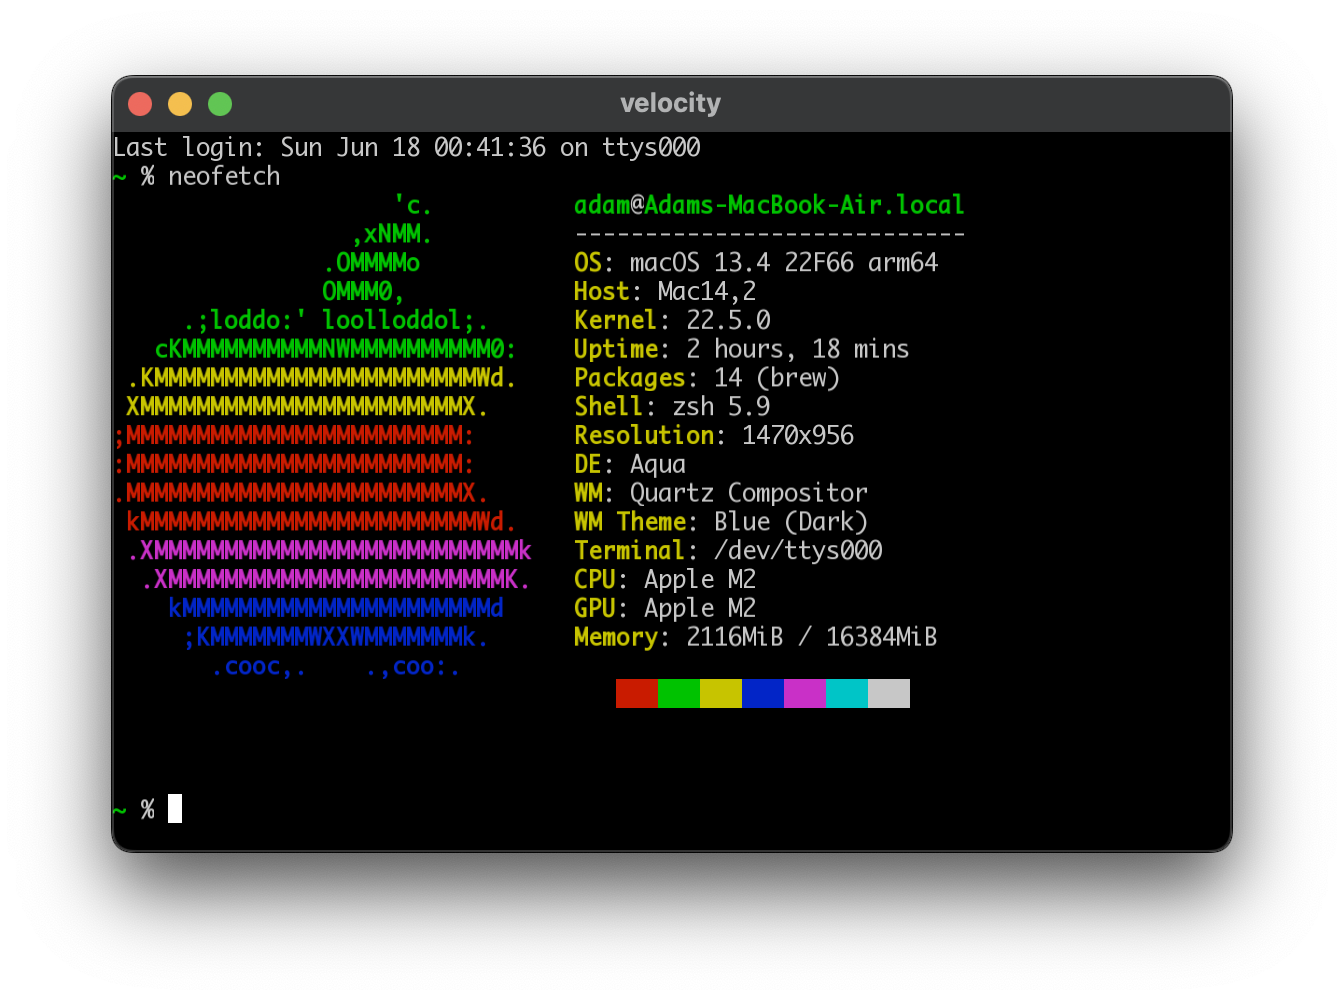 velocity
Last login: Sun Jun 18 00:41:36 on ttys000
~ % neofetch
                    'c.          adam@Adams-MacBook-Air.local
                 ,xNMM.          ----------------------------
               .OMMMMo           OS: macOS 13.4 22F66 arm64
               OMMM0,            Host: Mac14,2
     .;loddo:' loolloddol;.      Kernel: 22.5.0
   cKMMMMMMMMMMNWMMMMMMMMMM0:    Uptime: 2 hours, 18 mins
 .KMMMMMMMMMMMMMMMMMMMMMMMWd.    Packages: 14 (brew)
 XMMMMMMMMMMMMMMMMMMMMMMMX.      Shell: zsh 5.9
;MMMMMMMMMMMMMMMMMMMMMMMM:       Resolution: 1470x956
:MMMMMMMMMMMMMMMMMMMMMMMM:       DE: Aqua
.MMMMMMMMMMMMMMMMMMMMMMMMX.      WM: Quartz Compositor
 kMMMMMMMMMMMMMMMMMMMMMMMMWd.    WM Theme: Blue (Dark)
 .XMMMMMMMMMMMMMMMMMMMMMMMMMMk   Terminal: /dev/ttys000
  .XMMMMMMMMMMMMMMMMMMMMMMMMK.   CPU: Apple M2
    kMMMMMMMMMMMMMMMMMMMMMMd     GPU: Apple M2
     ;KMMMMMMMWXXWMMMMMMMk.      Memory: 2116MiB / 16384MiB
       .cooc,.    .,coo:.
~ %